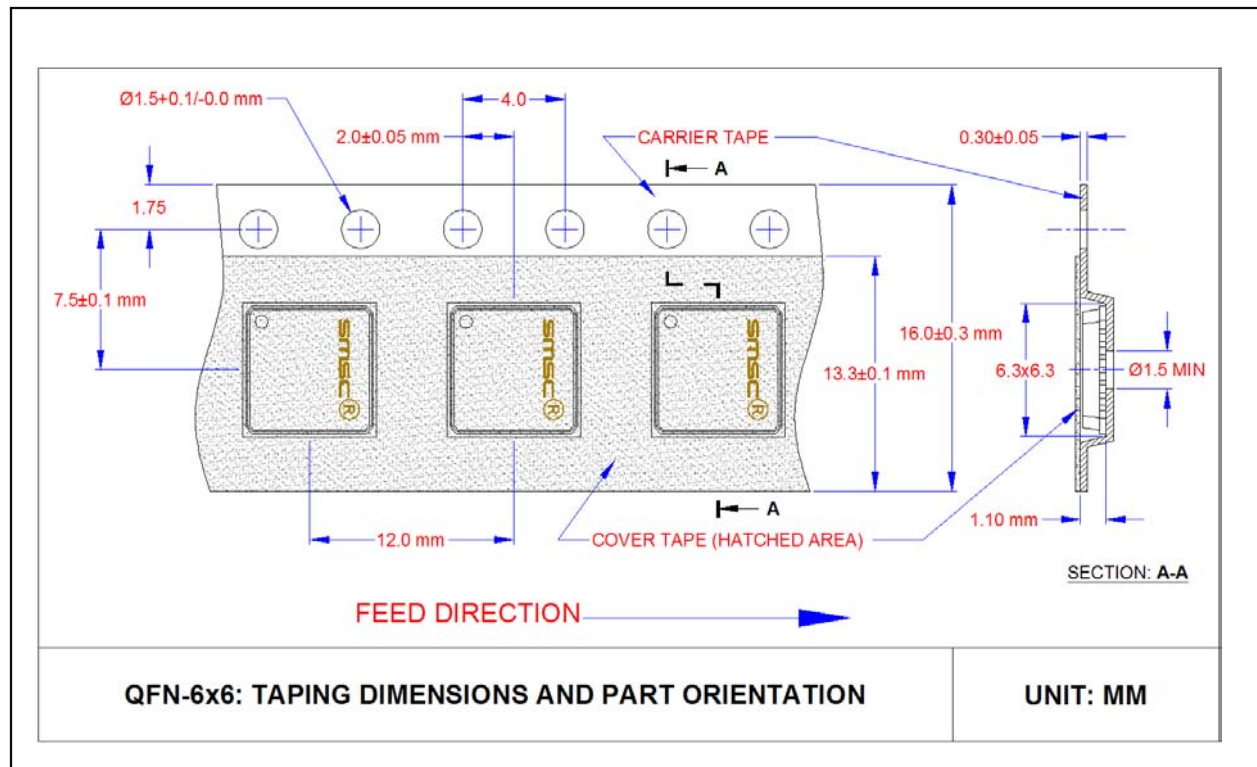 Ø1.5+0.1/-0.0 mm
4.0
2.0±0.05 mm
CARRIER TAPE
0.30±0.05
A
1.75
7.5±0.1 mm
smsc®
smsc®
smsc®
16.0±0.3 mm
13.3±0.1 mm
6.3x6.3
Ø1.5 MIN
A
1.10 mm
12.0 mm
COVER TAPE (HATCHED AREA)
SECTION: A-A
FEED DIRECTION
QFN-6x6: TAPING DIMENSIONS AND PART ORIENTATION
UNIT: MM